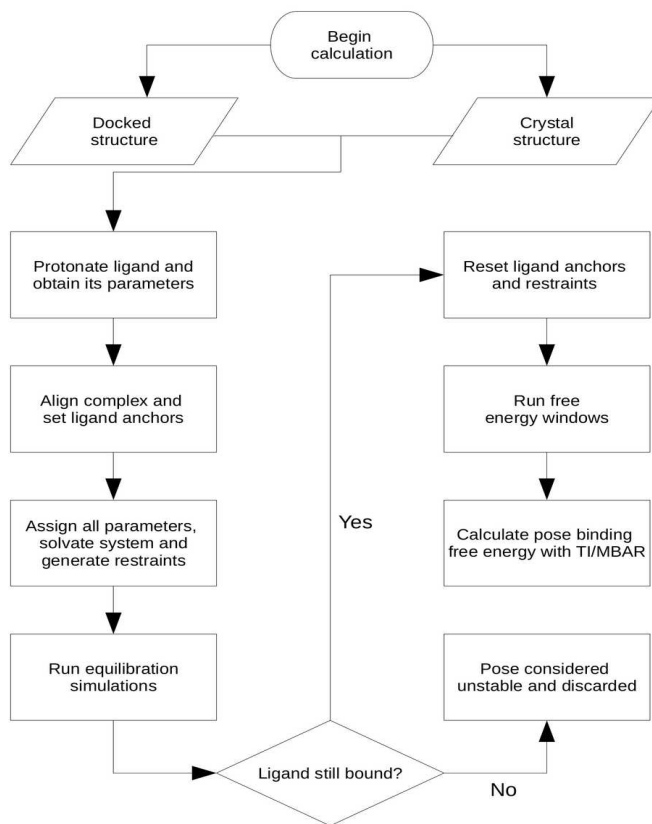 Begin
calculation
Docked
structure
Crystal
structure
Protonate ligand and
obtain its parameters
Align complex and
set ligand anchors
Assign all parameters,
solvate system and
generate restraints
Run equilibration
simulations
Ligand still bound?
Yes
No
Reset ligand anchors
and restraints
Run free
energy windows
Calculate pose binding
free energy with TI/MBAR
Pose considered
unstable and discarded